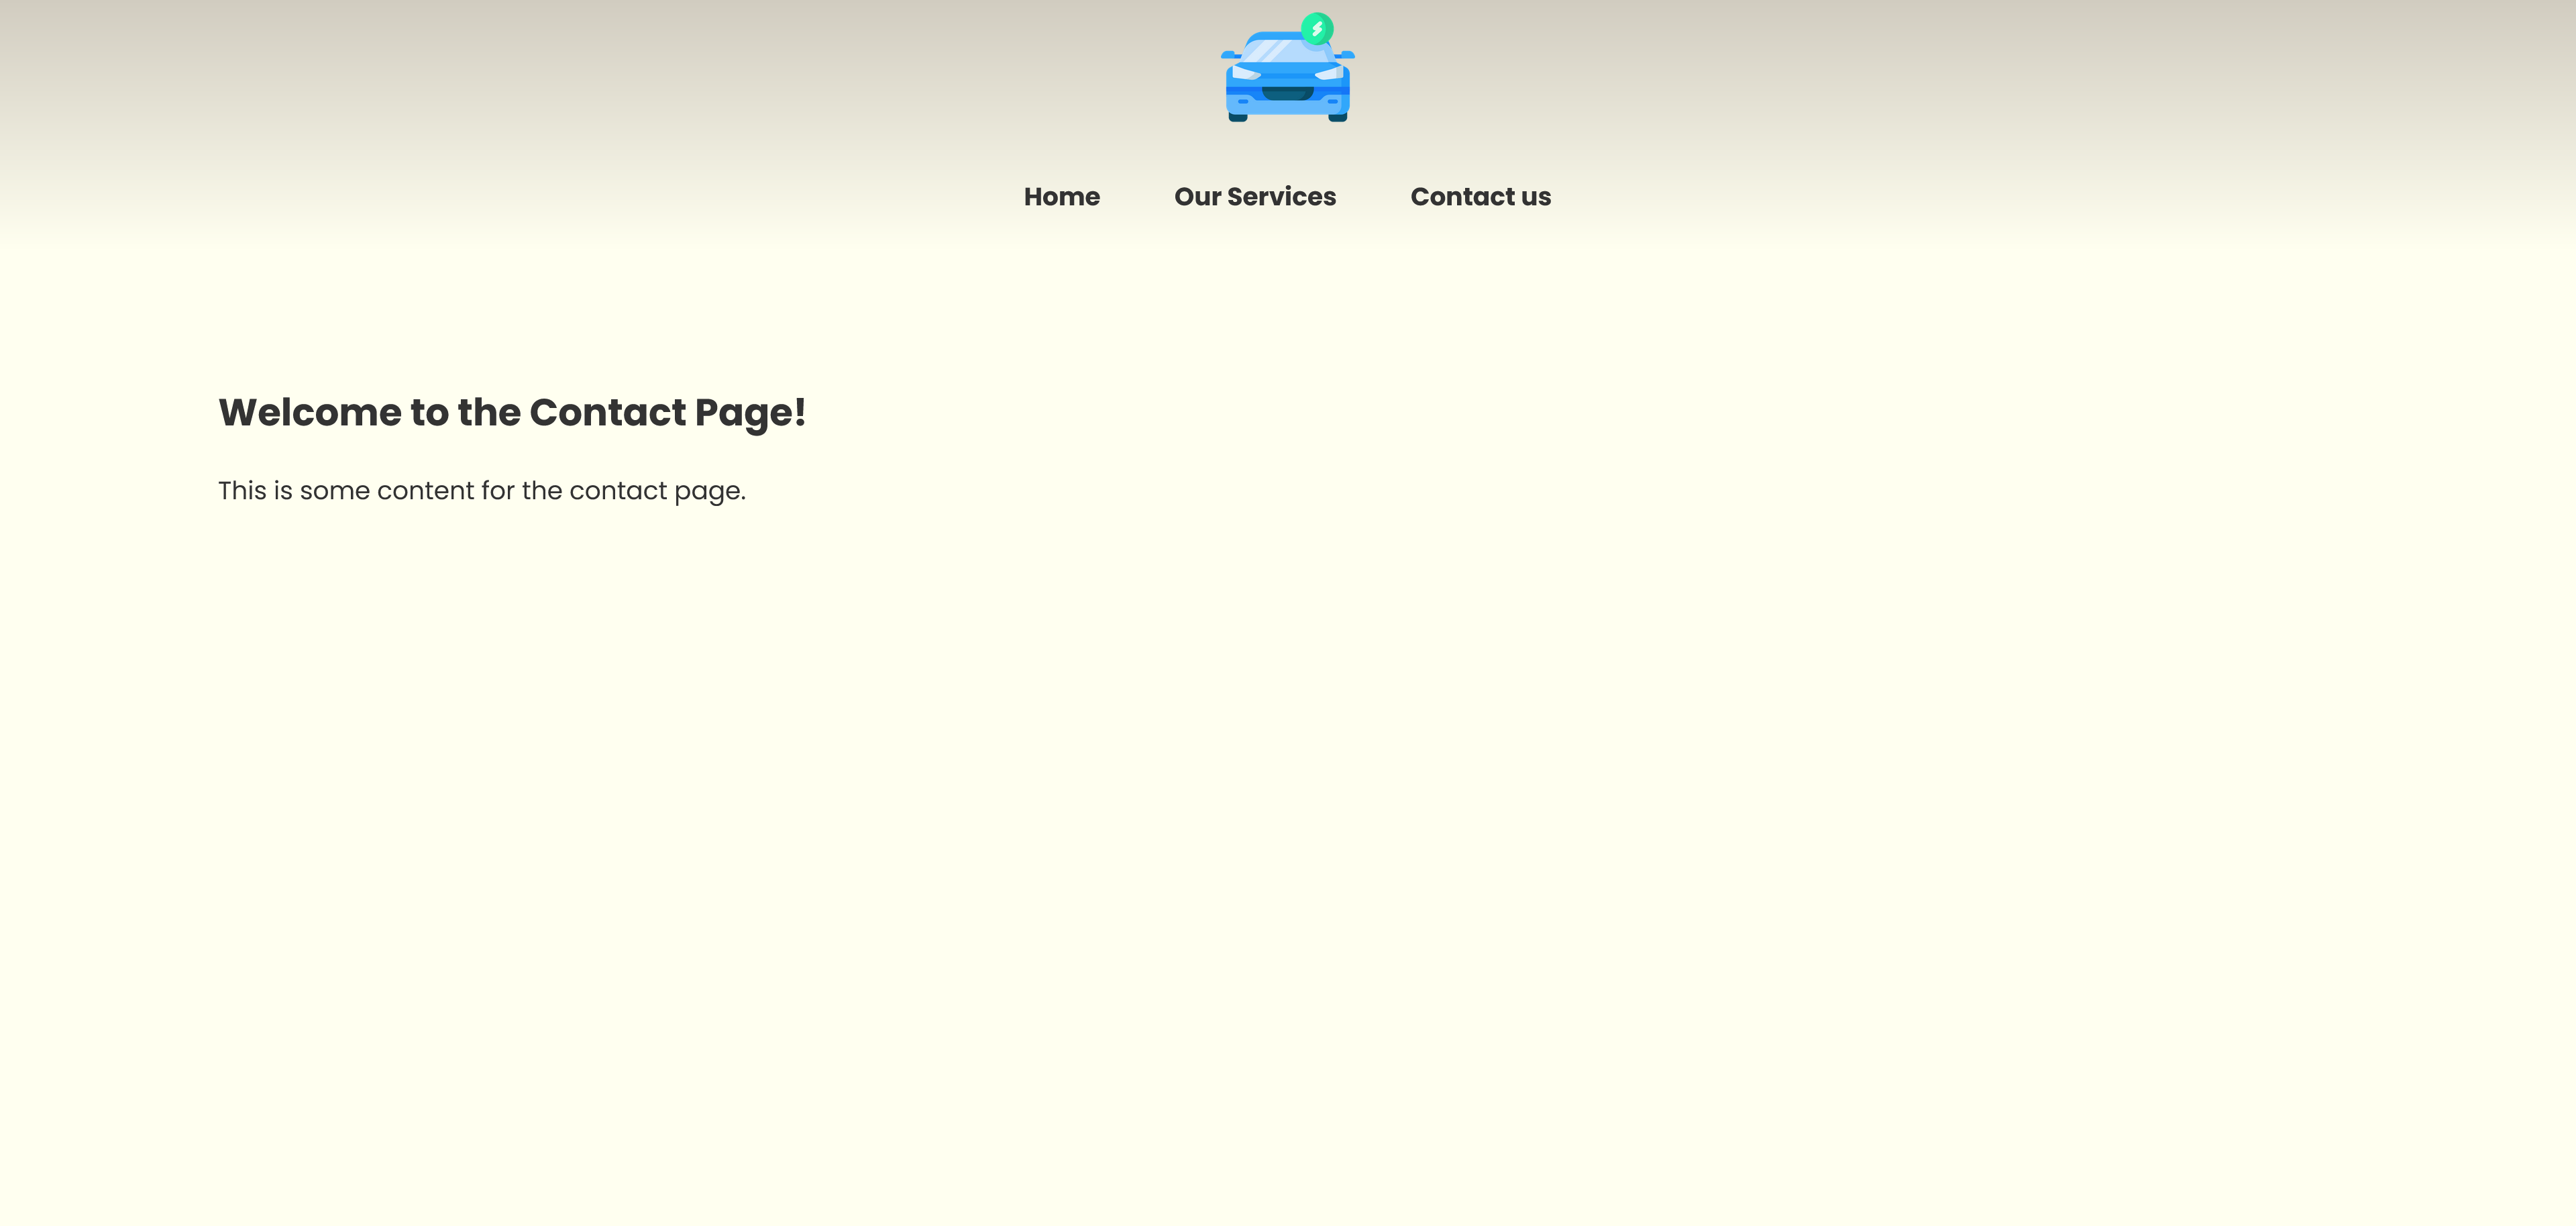 Home Our Services Contact us
Welcome to the Contact Page!
This is some content for the contact page.